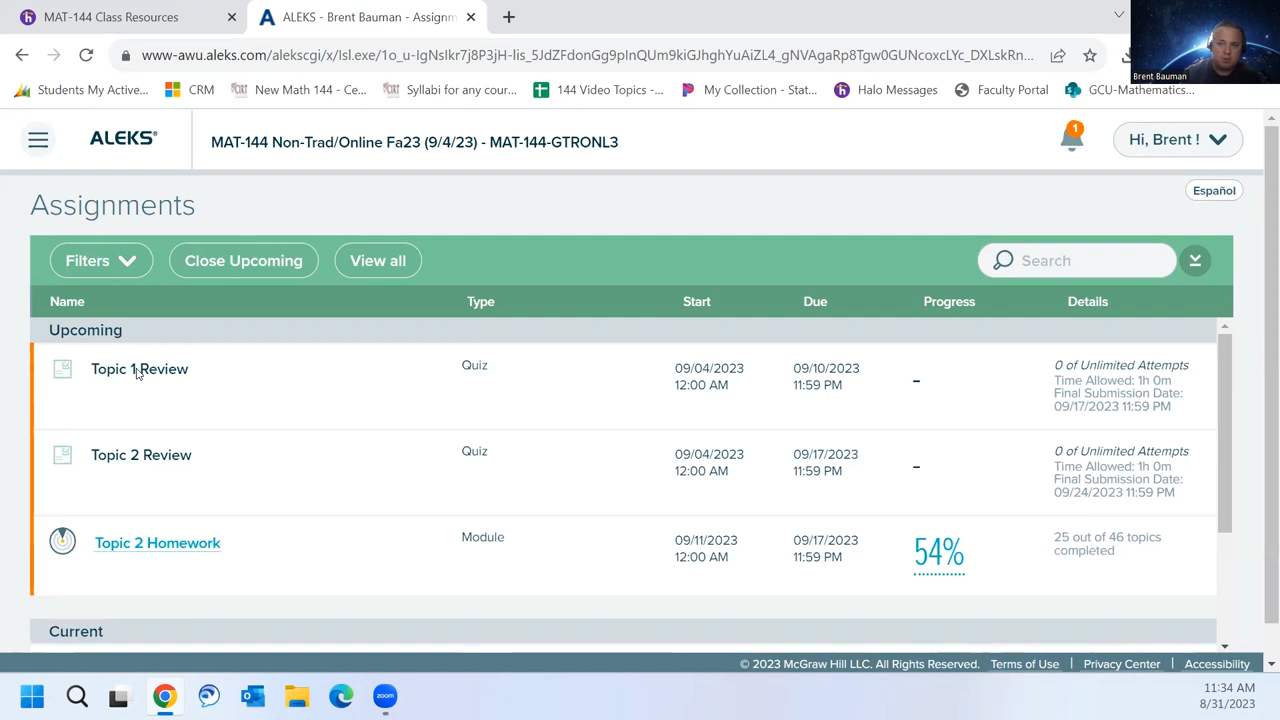 MAT-144 Class Resources
ALEKS - Brent Bauman - Assignm
www-awu.aleks.com/alekscgi/x/Isl.exe/1o_u-IgNsIkr7j8P3jH-lis_5JdZFdonGg9pInQUm9kiGJhghYuAiZL4_gNVAgaRp8Tgw0GUNcoxcLYc_DXLskRn...
Brent Bauman
Students My Active...
CRM
New Math 144 - Ce...
Syllabi for any cour...
144 Video Topics -...
My Collection - Stat...
Halo Messages
Faculty Portal
GCU-Mathematics...
ALEKS®
MAT-144 Non-Trad/Online Fa23 (9/4/23) - MAT-144-GTRONL3
1
Hi, Brent !
Español
Assignments
Filters
Close Upcoming
View all
Search
Name
Type
Start
Due
Progress
Details
Upcoming
Topic 1 Review
Quiz
09/04/2023
12:00 AM
09/10/2023
11:59 PM
-
0 of Unlimited Attempts
Time Allowed: 1h 0m
Final Submission Date:
09/17/2023 11:59 PM
Topic 2 Review
Quiz
09/04/2023
12:00 AM
09/17/2023
11:59 PM
-
0 of Unlimited Attempts
Time Allowed: 1h 0m
Final Submission Date:
09/24/2023 11:59 PM
Topic 2 Homework
Module
09/11/2023
12:00 AM
09/17/2023
11:59 PM
54%
25 out of 46 topics
completed
Current
© 2023 McGraw Hill LLC. All Rights Reserved.
Terms of Use
Privacy Center
Accessibility
zoom
11:34 AM
8/31/2023